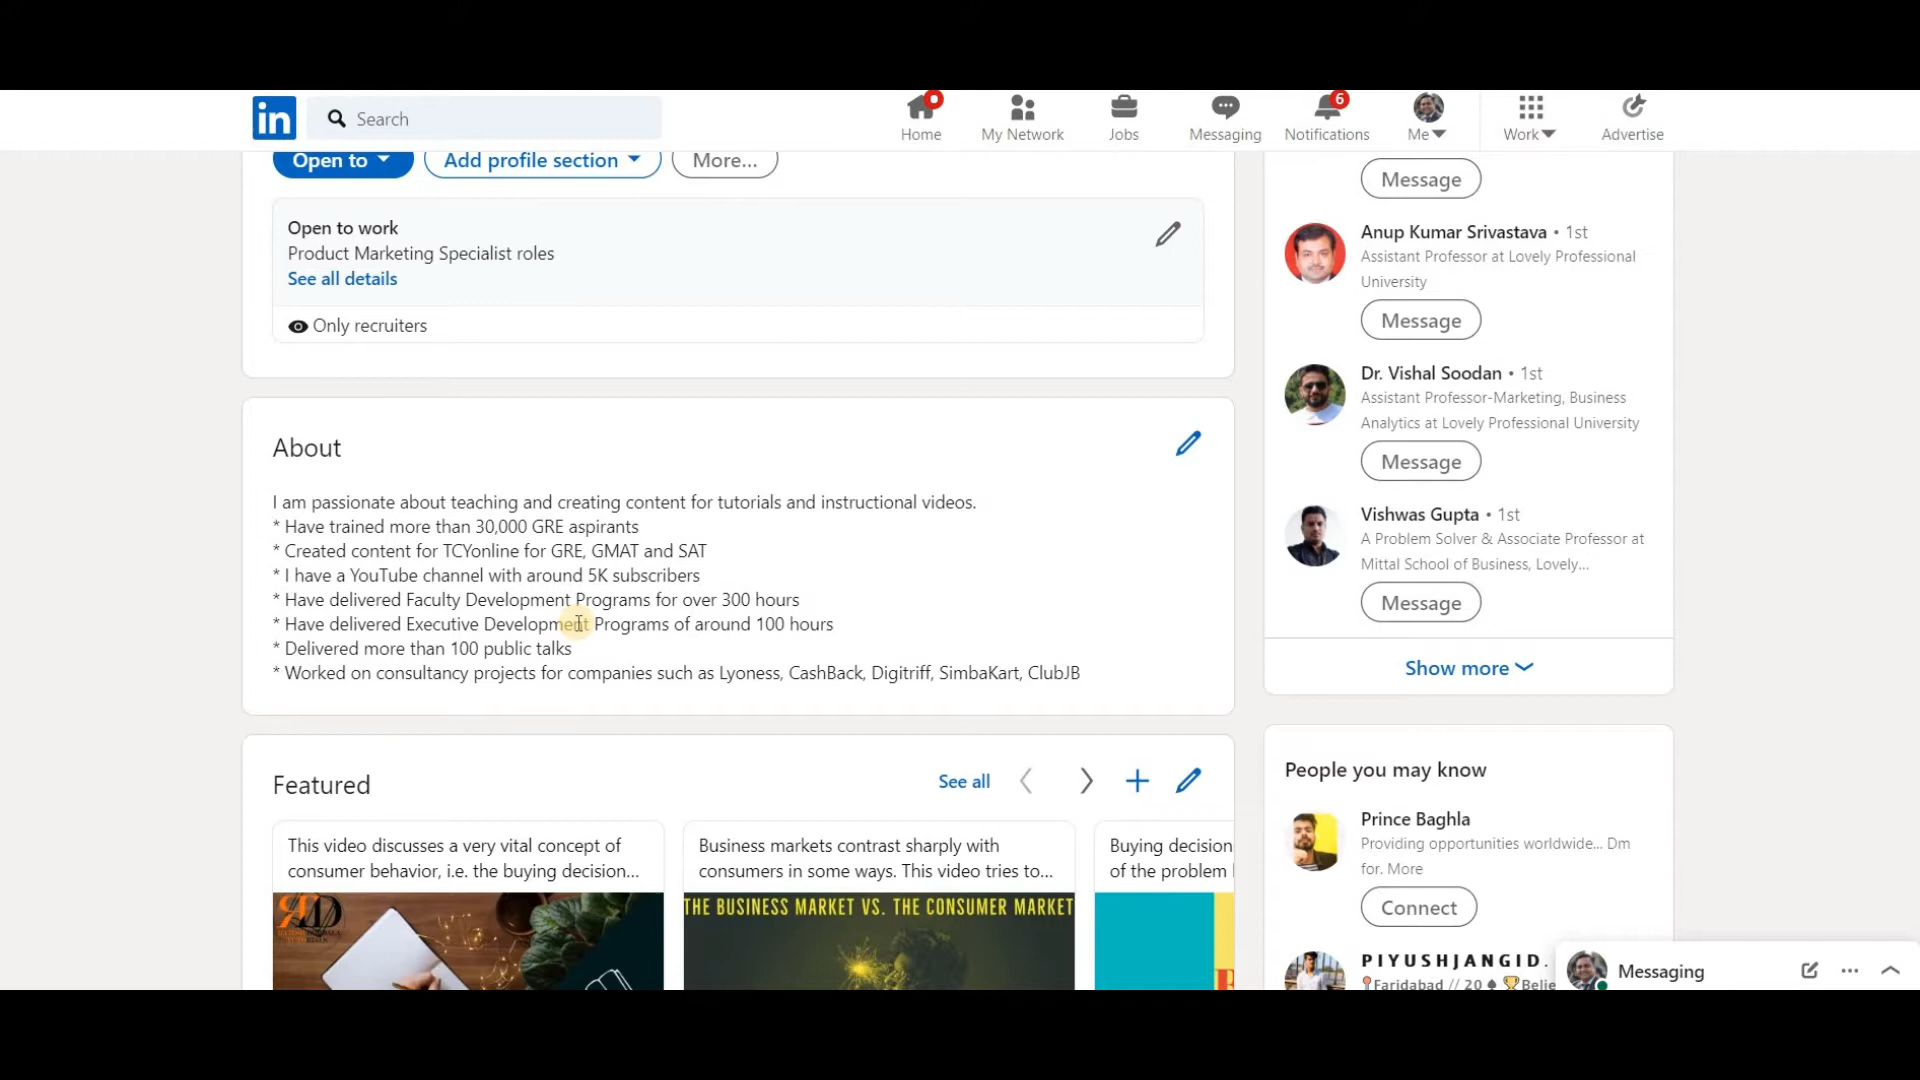 in
Search
Home
My Network
Jobs
Messaging
6
Notifications
Me
Work
Advertise
Open to
Add profile section
More...
Open to work
Product Marketing Specialist roles
See all details
Only recruiters
About
I am passionate about teaching and creating content for tutorials and instructional videos.
* Have trained more than 30,000 GRE aspirants
* Created content for TCYonline for GRE, GMAT and SAT
* I have a YouTube channel with around 5K subscribers
* Have delivered Faculty Development Programs for over 300 hours
* Have delivered Executive Development Programs of around 100 hours
* Delivered more than 100 public talks
* Worked on consultancy projects for companies such as Lyoness, CashBack, Digitriff, SimbaKart, ClubJB
Featured
See all
This video discusses a very vital concept of
consumer behavior, i.e. the buying decision...
Business markets contrast sharply with
consumers in some ways. This video tries to...
THE BUSINESS MARKET VS. THE CONSUMER MARKET
Buying decision
of the problem
Message
Anup Kumar Srivastava • 1st
Assistant Professor at Lovely Professional
University
Message
Dr. Vishal Soodan • 1st
Assistant Professor-Marketing, Business
Analytics at Lovely Professional University
Message
Vishwas Gupta • 1st
A Problem Solver & Associate Professor at
Mittal School of Business, Lovely...
Message
Show more
People you may know
Prince Baghla
Providing opportunities worldwide... Dm
for. More
Connect
P I Y U S H J A N G I D .
📍Faridabad // 20 ♠ 🏆Belie
Messaging